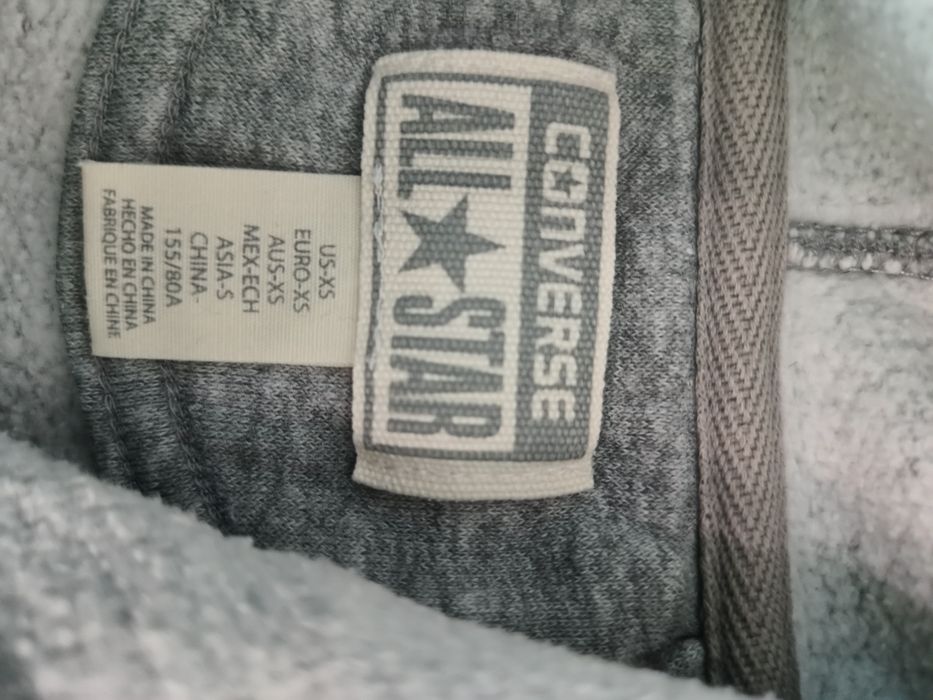 CONVERSE
ALL STAR
US-XS
EURO-XS
AUS-XS
MEX-ECH
ASIA-S
CHINA-
155/80A
MADE IN CHINA
HECHO EN CHINA
FABRIQUE EN CHINE